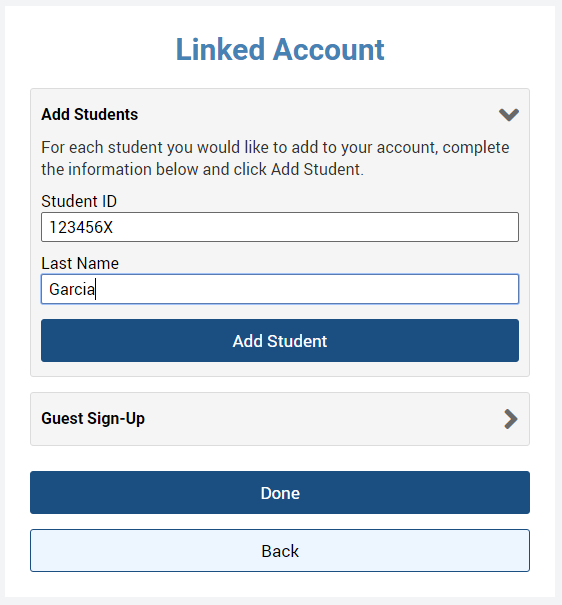 Linked Account
Add Students
For each student you would like to add to your account, complete
the information below and click Add Student.
Student ID
123456X
Last Name
Garcia
Add Student
Guest Sign-Up
Done
Back